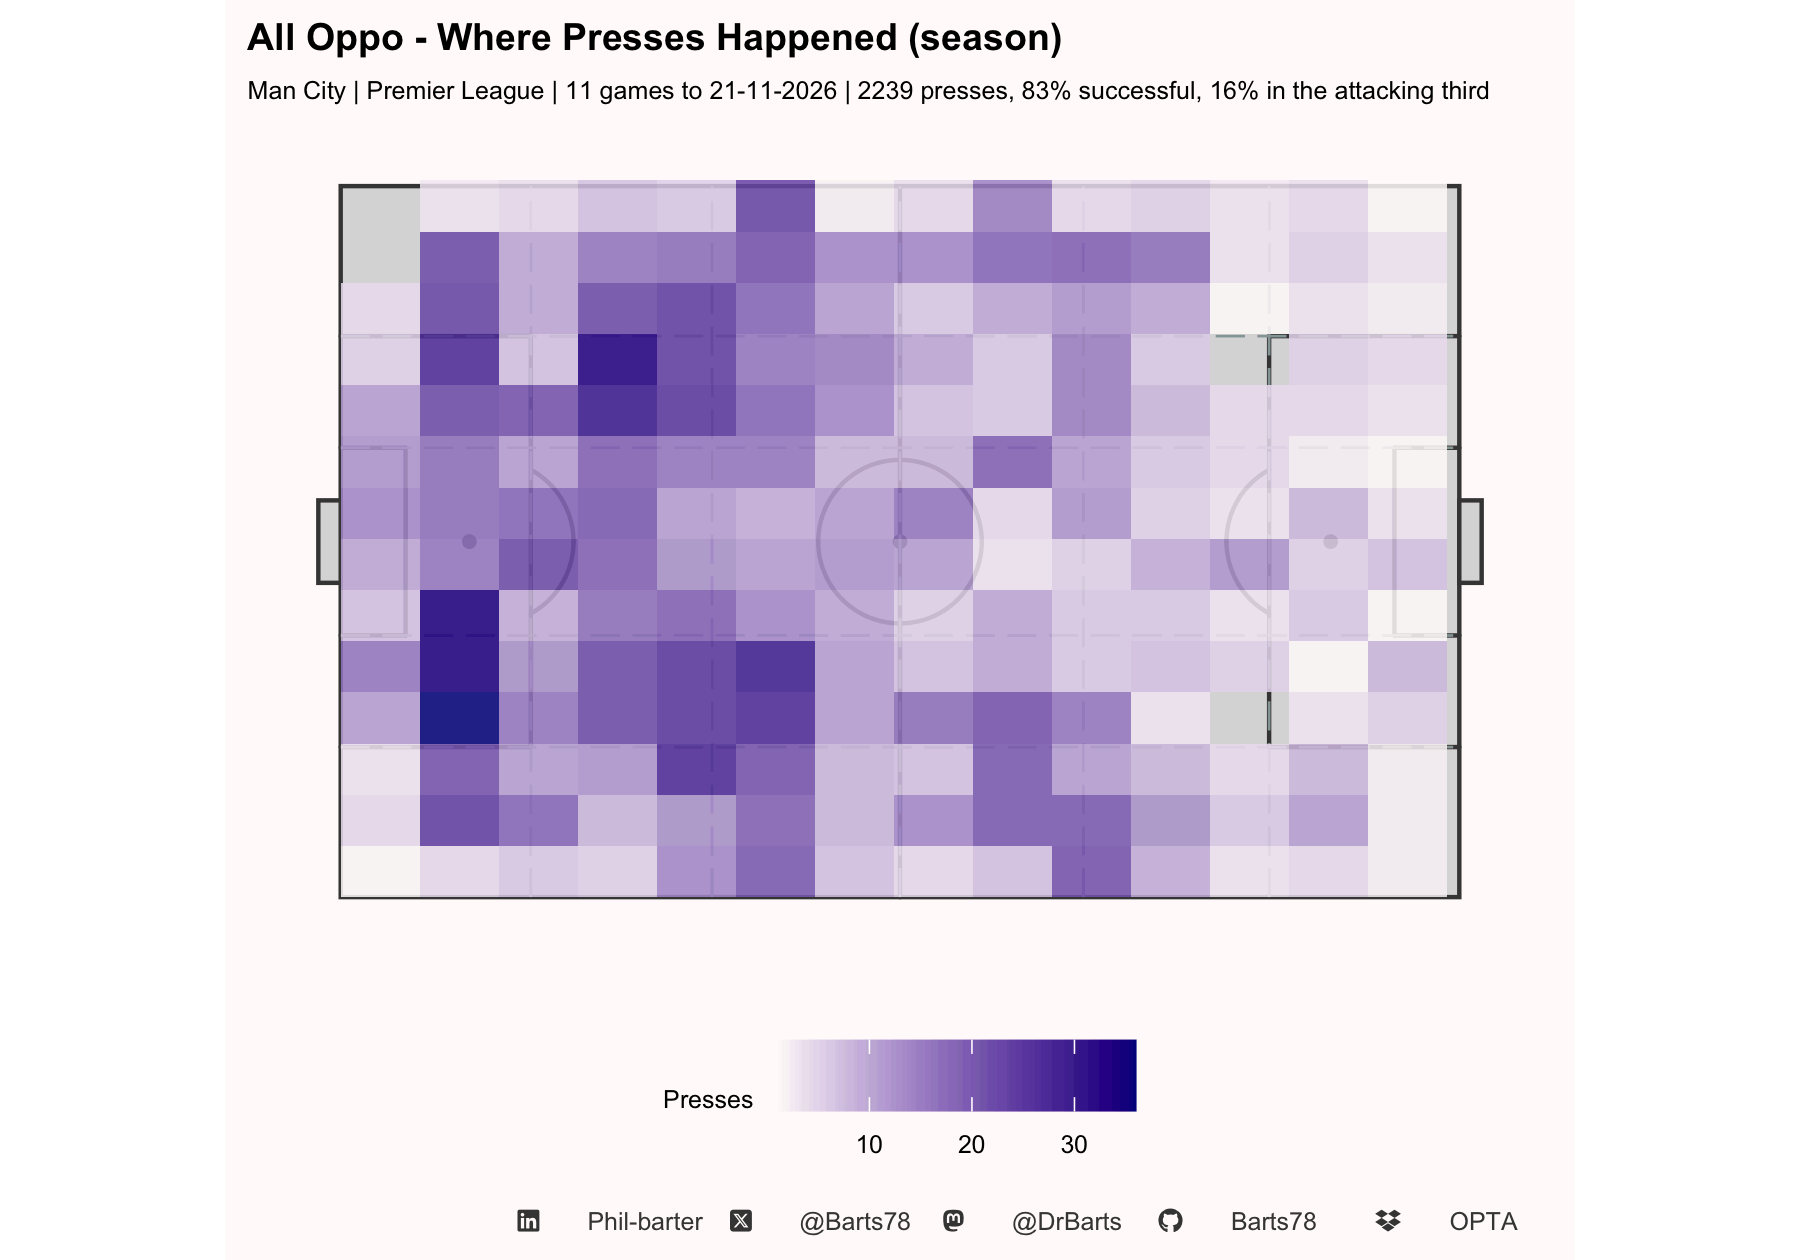 All Oppo - Where Presses Happened (season)
Man City | Premier League | 11 games to 21-11-2026 | 2239 presses, 83% successful, 16% in the attacking third
Presses
10 20 30
Phil-barter @Barts78 @DrBarts Barts78 OPTA